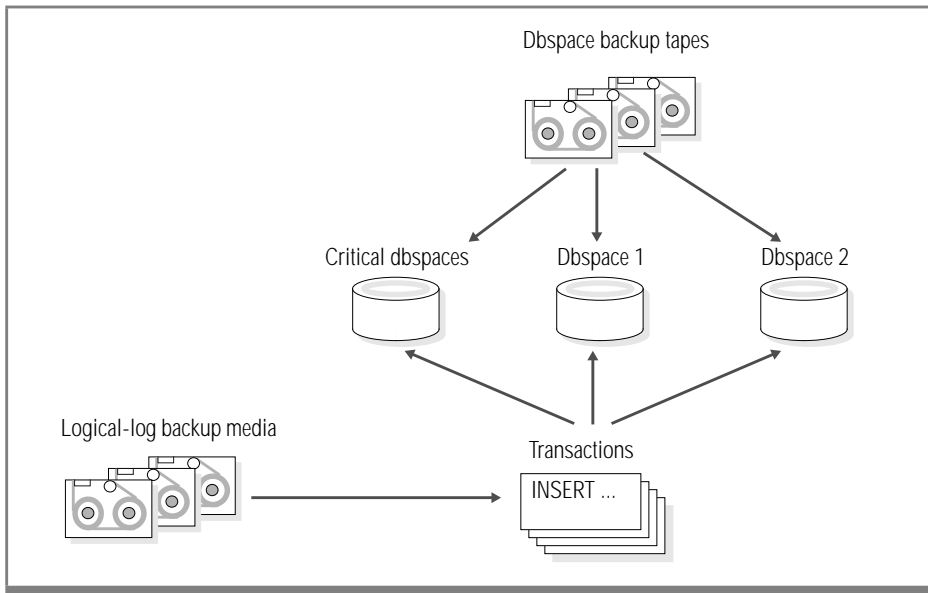 Dbspace backup tapes
Critical dbspaces
Dbspace 1
Dbspace 2
Logical-log backup media
Transactions
INSERT ...